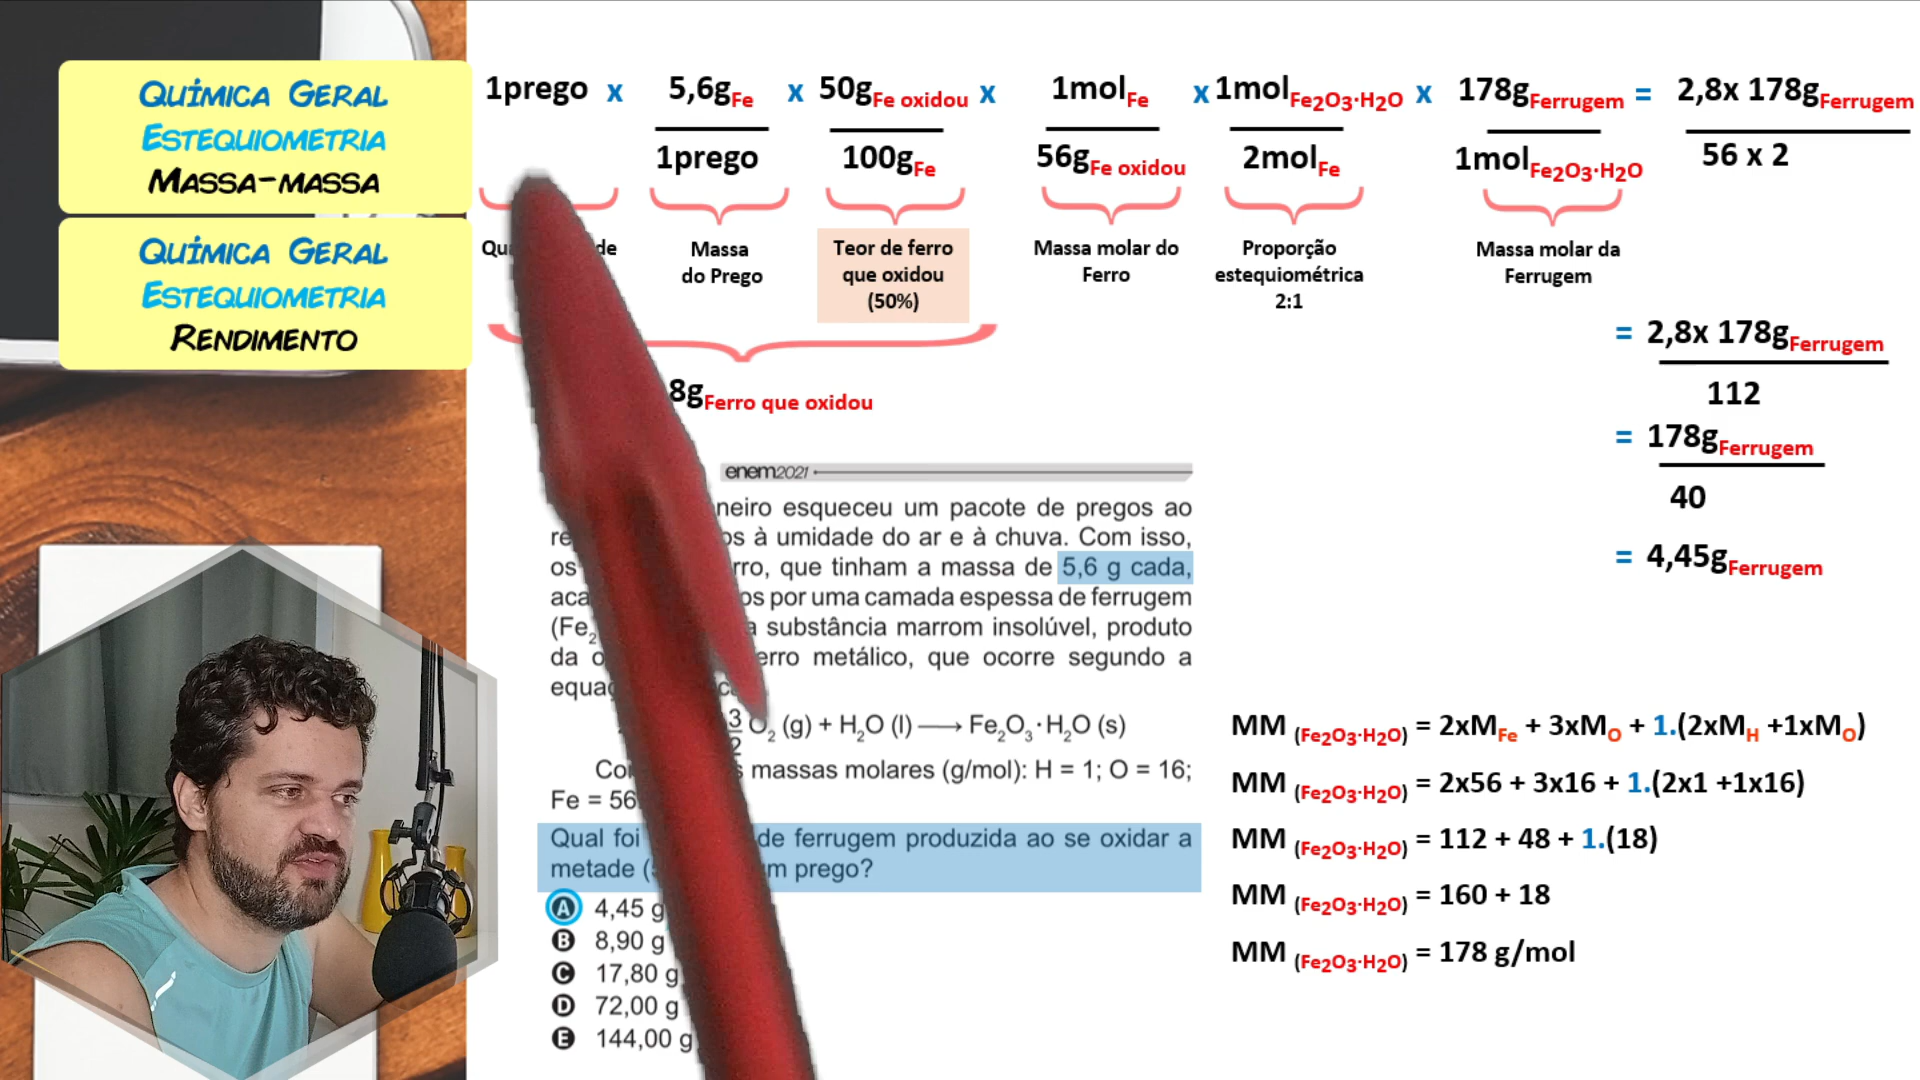 QUÍMICA GERAL
ESTEQUIOMETRIA
MASSA-MASSA
QUÍMICA GERAL
ESTEQUIOMETRIA
RENDIMENTO
1prego x 5,6gFe x 50gFe oxidou x 1molFe x 1molFe2O3·H2O x 178gFerrugem = 2,8x 178gFerrugem
1prego 100gFe 56gFe oxidou 2molFe 1molFe2O3·H2O 56 x 2
Massa
do Prego
Teor de ferro
que oxidou
(50%)
Massa molar do
Ferro
Proporção
estequiométrica
2:1
Massa molar da
Ferrugem
8gFerro que oxidou
= 2,8x 178gFerrugem
112
= 178gFerrugem
40
= 4,45gFerrugem
enem2021
esqueceu um pacote de pregos ao
à umidade do ar e à chuva. Com isso,
os que tinham a massa de 5,6 g cada,
por uma camada espessa de ferrugem
(Fe2 substância marrom insolúvel, produto
da metálico, que ocorre segundo a
3/2 O2 (g) + H2O (l) ⟶ Fe2O3·H2O (s)
massas molares (g/mol): H = 1; O = 16;
Fe = 56
Qual foi de ferrugem produzida ao se oxidar a
metade prego?
A 4,45 g
B 8,90 g
C 17,80 g
D 72,00 g
E 144,00 g
MM (Fe2O3·H2O) = 2xMFe + 3xMO + 1.(2xMH +1xMO)
MM (Fe2O3·H2O) = 2x56 + 3x16 + 1.(2x1 +1x16)
MM (Fe2O3·H2O) = 112 + 48 + 1.(18)
MM (Fe2O3·H2O) = 160 + 18
MM (Fe2O3·H2O) = 178 g/mol